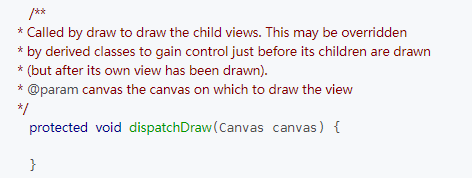 /**
* Called by draw to draw the child views. This may be overridden
* by derived classes to gain control just before its children are drawn
* (but after its own view has been drawn).
* @param canvas the canvas on which to draw the view
*/
protected void dispatchDraw(Canvas canvas) {
}